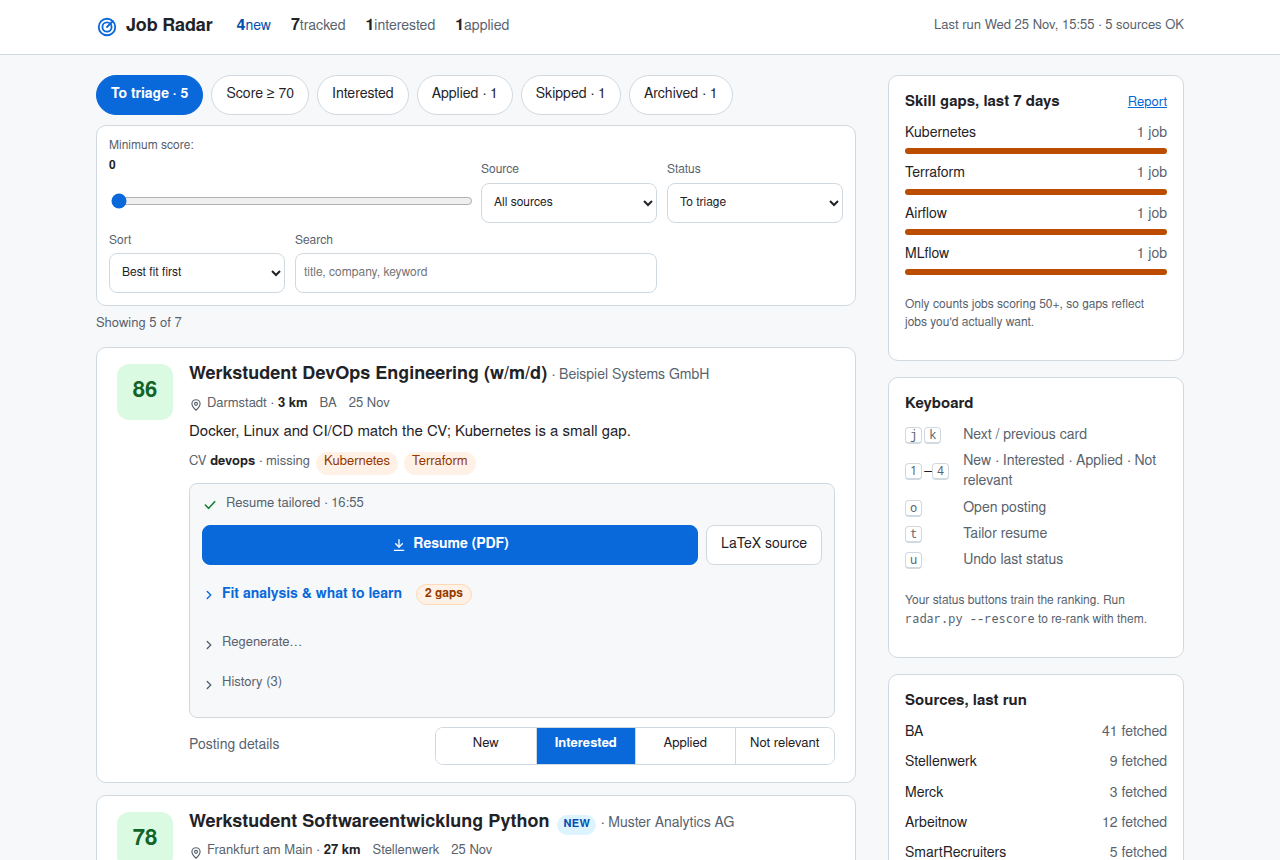 Job Radar 4new 7tracked 1interested 1applied Last run Wed 25 Nov, 15:55 · 5 sources OK
To triage · 5 Score ≥ 70 Interested Applied · 1 Skipped · 1 Archived · 1
Minimum score:
0
Source Status
All sources To triage
Sort Search
Best fit first title, company, keyword
Showing 5 of 7
86
Werkstudent DevOps Engineering (w/m/d) · Beispiel Systems GmbH
Darmstadt · 3 km BA 25 Nov
Docker, Linux and CI/CD match the CV; Kubernetes is a small gap.
CV devops · missing Kubernetes Terraform
Resume tailored · 16:55
Resume (PDF) LaTeX source
Fit analysis & what to learn 2 gaps
Regenerate…
History (3)
Posting details New Interested Applied Not relevant
78
Werkstudent Softwareentwicklung Python NEW · Muster Analytics AG
Frankfurt am Main · 27 km Stellenwerk 25 Nov
Skill gaps, last 7 days Report
Kubernetes 1 job
Terraform 1 job
Airflow 1 job
MLflow 1 job
Only counts jobs scoring 50+, so gaps reflect
jobs you'd actually want.
Keyboard
j k Next / previous card
1–4 New · Interested · Applied · Not
relevant
o Open posting
t Tailor resume
u Undo last status
Your status buttons train the ranking. Run
radar.py --rescore to re-rank with them.
Sources, last run
BA 41 fetched
Stellenwerk 9 fetched
Merck 3 fetched
Arbeitnow 12 fetched
SmartRecruiters 5 fetched